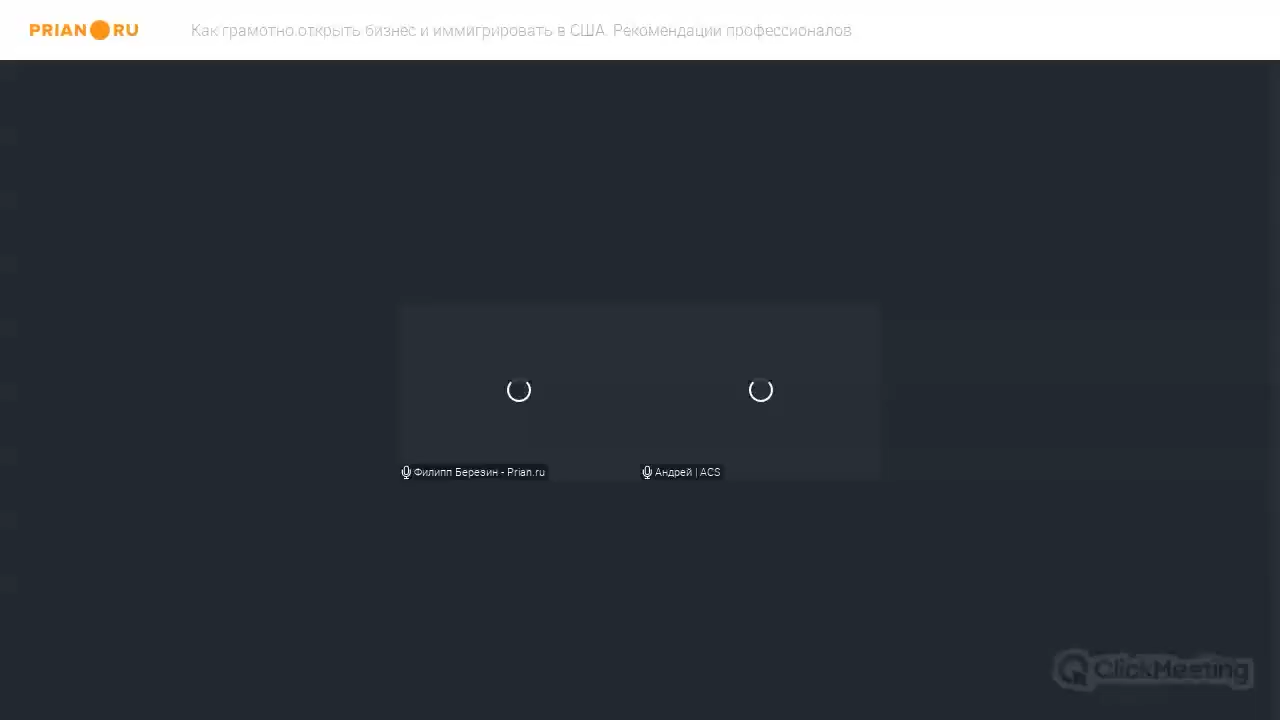 PRIAN RU
Как грамотно открыть бизнес и иммигрировать в США. Рекомендации профессионалов
Филипп Березин - Prian.ru
Андрей | ACS
ClickMeeting